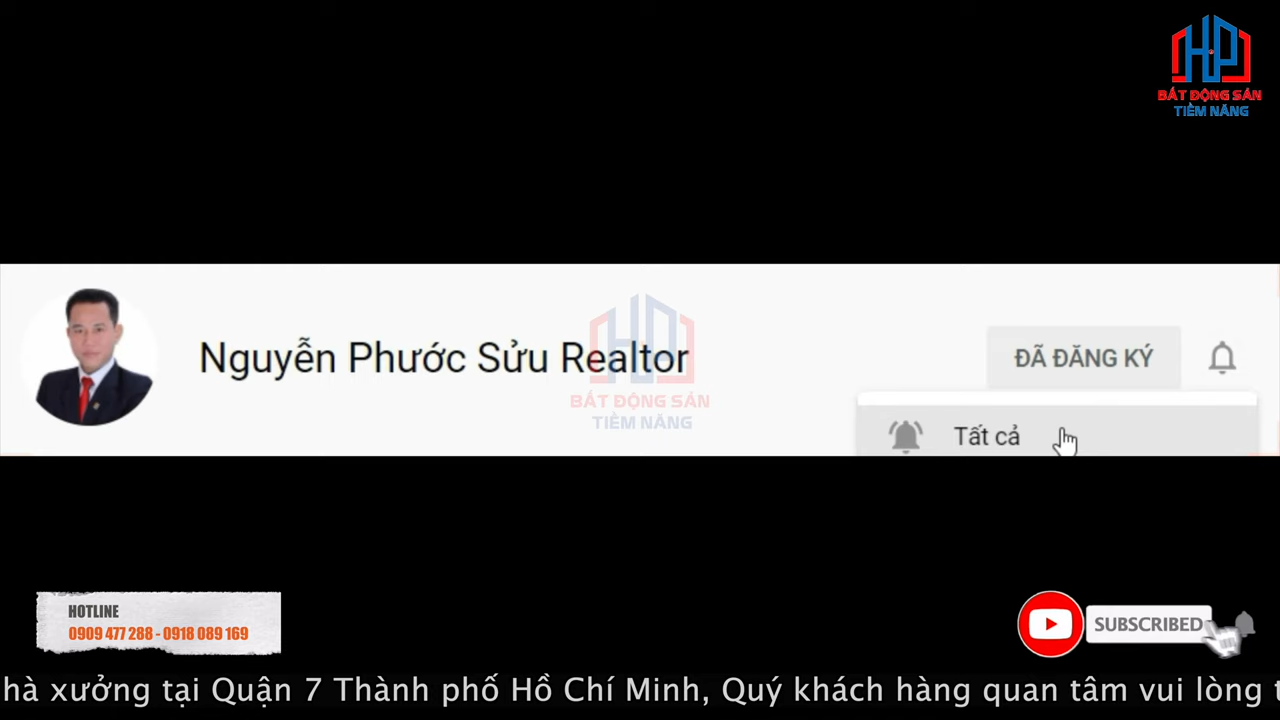 HP
BẤT ĐỘNG SẢN
TIỀM NĂNG
Nguyễn Phước Sửu Realtor
HP
BẤT ĐỘNG SẢN
TIỀM NĂNG
ĐÃ ĐĂNG KÝ
Tất cả
HOTLINE
0909 477 288 - 0918 089 169
SUBSCRIBED
hà xưởng tại Quận 7 Thành phố Hồ Chí Minh, Quý khách hàng quan tâm vui lòng